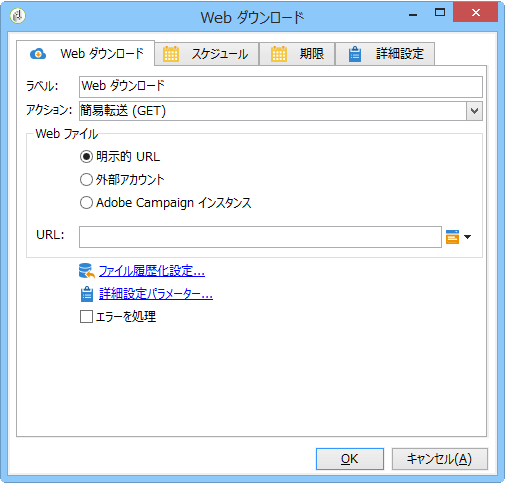 Web ダウンロード
Web ダウンロード スケジュール 期限 詳細設定
ラベル: Web ダウンロード
アクション: 簡易転送 (GET)
Web ファイル
明示的 URL
外部アカウント
Adobe Campaign インスタンス
URL:
ファイル履歴化設定...
詳細設定パラメーター...
エラーを処理
OK キャンセル(A)